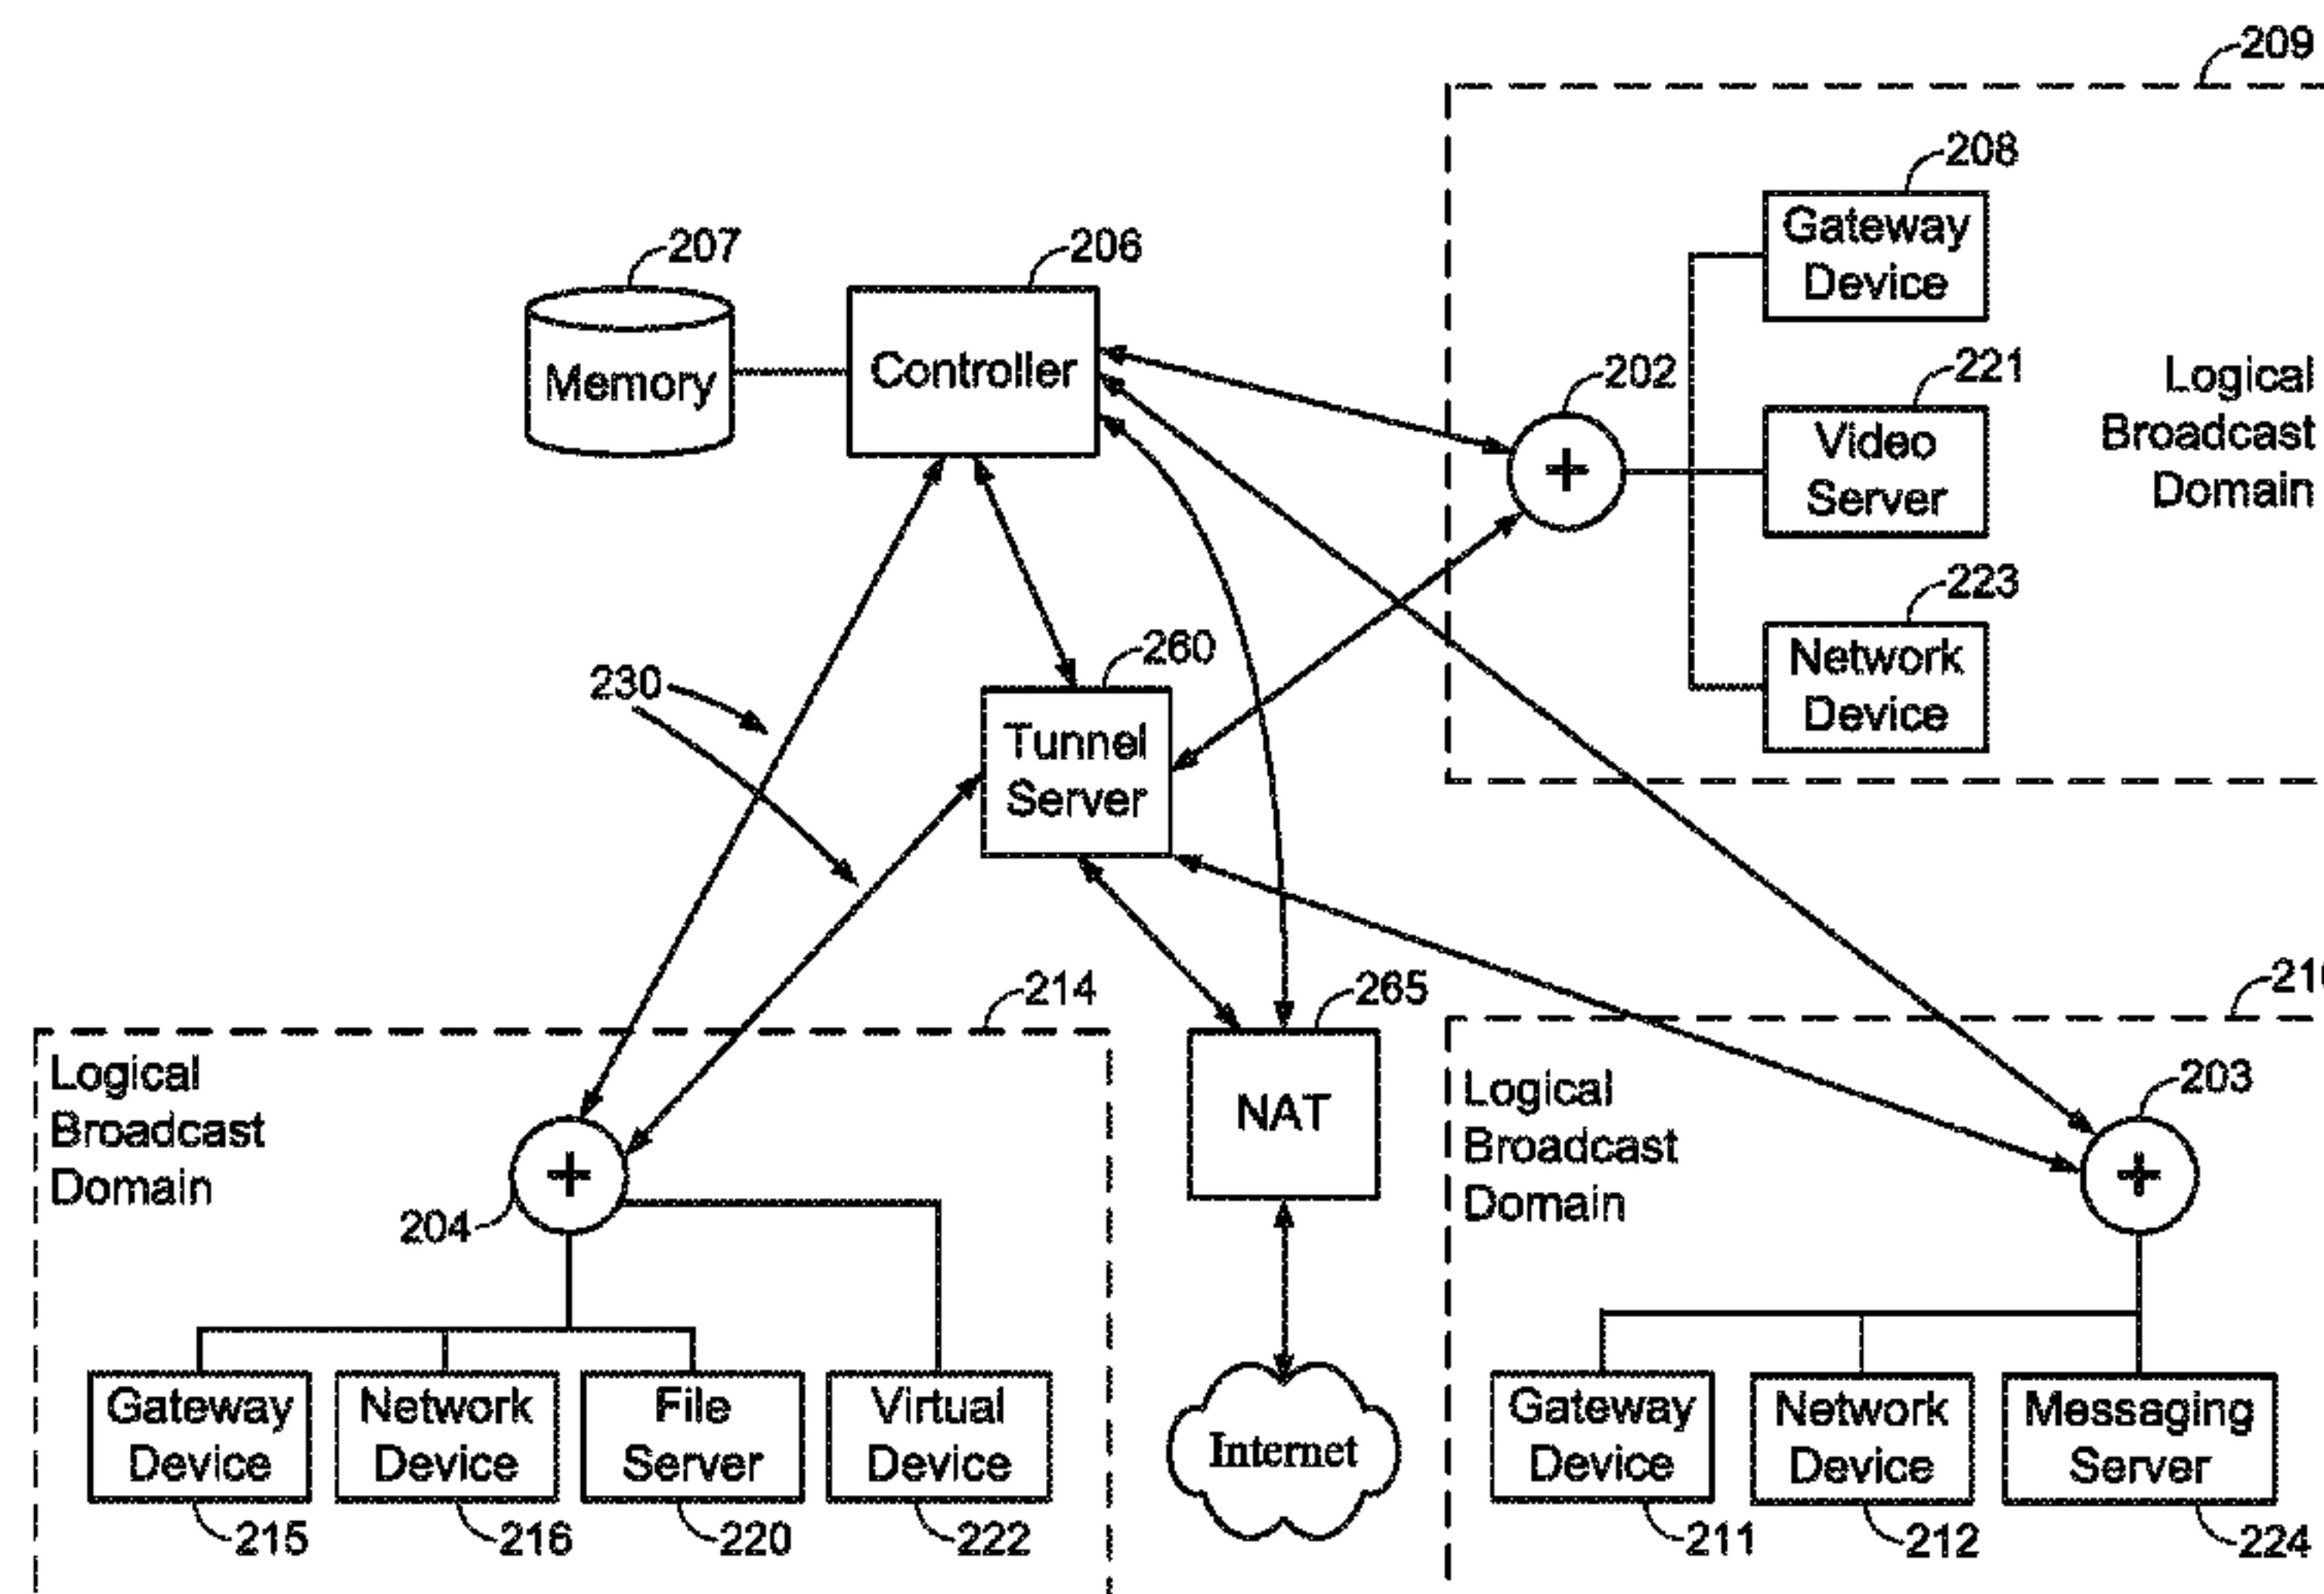 209
208
Gateway
Device
207
206
Memory
Controller
202
221
Video
Server
Logical
Broadcast
Domain
223
Network
Device
260
230
Tunnel
Server
214
265
Logical
Broadcast
Domain
NAT
Logical
Broadcast
Domain
203
204
Gateway
Device
Network
Device
File
Server
Virtual
Device
Internet
Gateway
Device
Network
Device
Messaging
Server
215
216
220
222
211
212
224